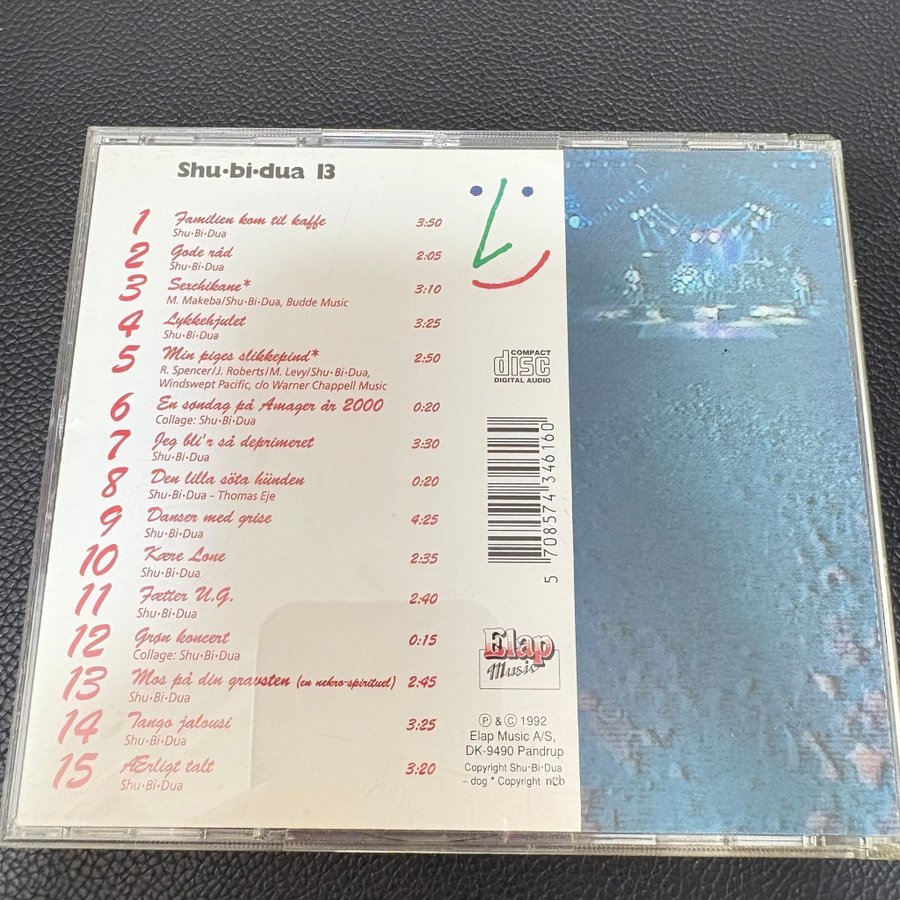 Shu•bi•dua 13
1 Familien kom til kaffe 3:50
Shu•Bi•Dua
2 Gode råd 2:05
Shu•Bi•Dua
3 Sexchikane* 3:10
M. Makeba/Shu•Bi•Dua, Budde Music
4 Lykkehjulet 3:25
Shu•Bi•Dua
5 Min piges slikkepind* 2:50
R. Spencer/J. Roberts/M. Levy/Shu•Bi•Dua,
Windswept Pacific, c/o Warner Chappell Music
6 En søndag på Amager år 2000 0:20
Collage: Shu•Bi•Dua
7 Jeg bli'r så deprimeret 3:30
Shu•Bi•Dua
8 Den lilla söta hünden 0:20
Shu•Bi•Dua – Thomas Eje
9 Danser med grise 4:25
Shu•Bi•Dua
10 Kære Lone 2:35
Shu•Bi•Dua
11 Fætter U.G. 2:40
Shu•Bi•Dua
12 Grøn koncert 0:15
Collage: Shu•Bi•Dua
13 Mos på din gravsten (en nekro-spirituel) 2:45
Shu•Bi•Dua
14 Tango jalousi 3:25
Shu•Bi•Dua
15 Ærligt talt 3:20
Shu•Bi•Dua
COMPACT
disc
DIGITAL AUDIO
5 708574 346160
Elap
Music
℗ & © 1992
Elap Music A/S,
DK-9490 Pandrup
Copyright Shu•Bi•Dua
– dog * Copyright ncb